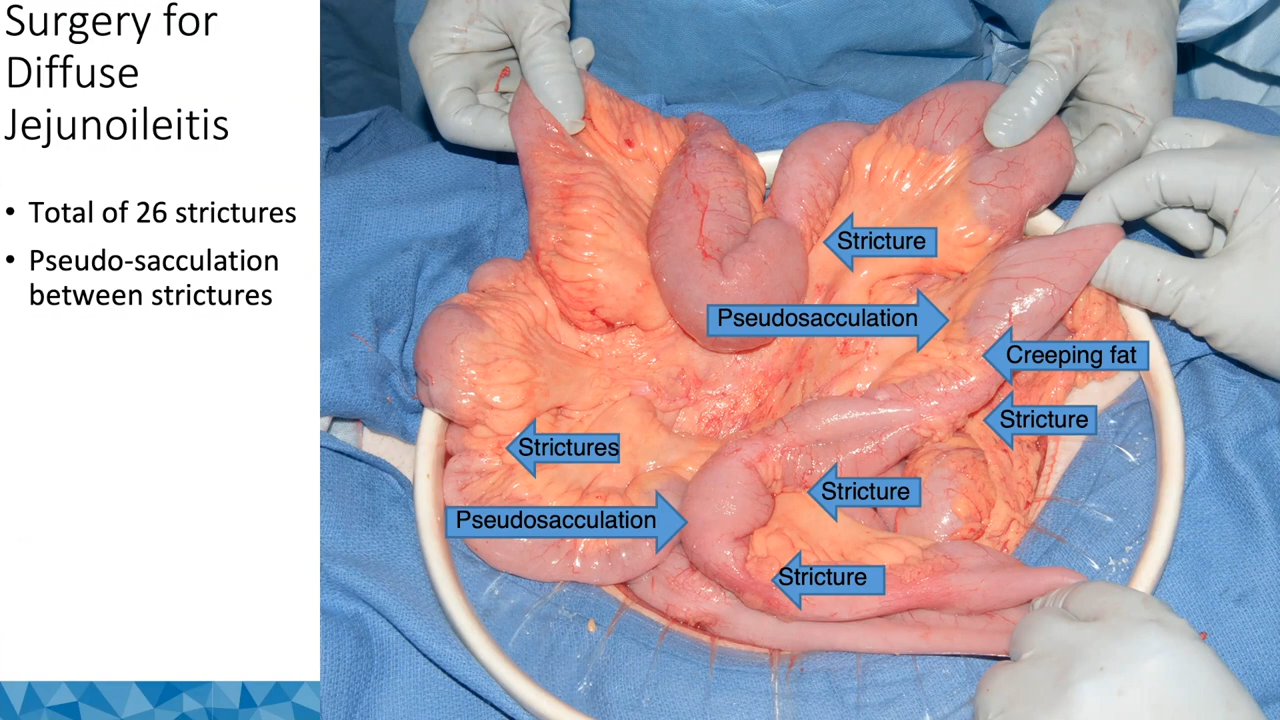 Surgery for
Diffuse
Jejunoileitis
• Total of 26 strictures
• Pseudo-sacculation
between strictures
Stricture
Pseudosacculation
Creeping fat
Stricture
Strictures
Stricture
Pseudosacculation
Stricture